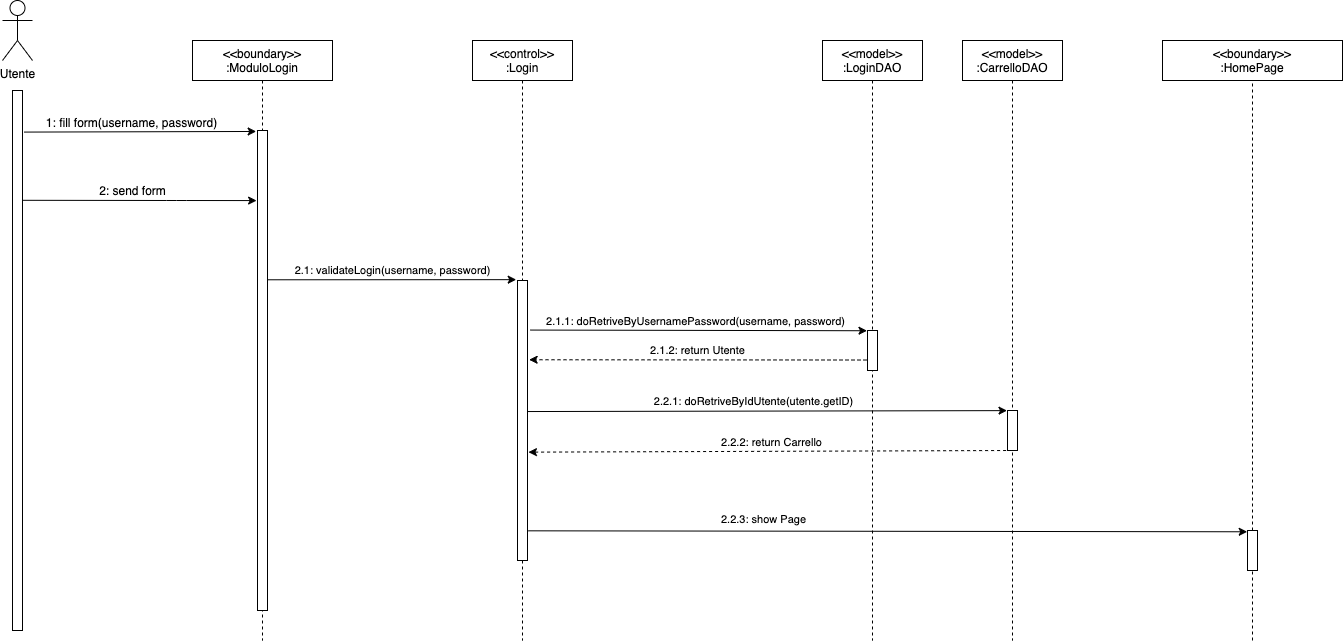 Utente
<<boundary>>
:ModuloLogin
<<control>>
:Login
<<model>>
:LoginDAO
<<model>>
:CarrelloDAO
<<boundary>>
:HomePage
1: fill form(username, password)
2: send form
2.1: validateLogin(username, password)
2.1.1: doRetriveByUsernamePassword(username, password)
2.1.2: return Utente
2.2.1: doRetriveByIdUtente(utente.getID)
2.2.2: return Carrello
2.2.3: show Page